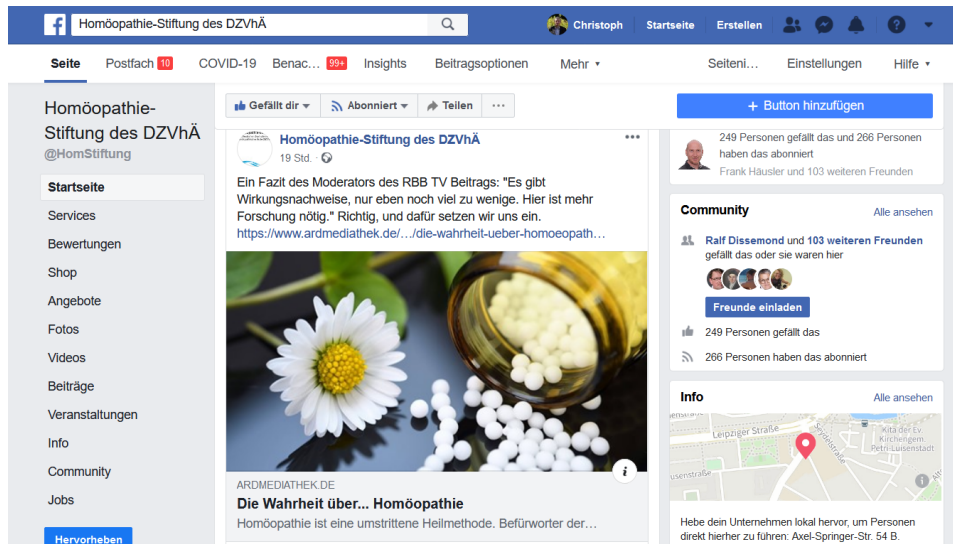 Homöopathie-Stiftung des DZVhÄ
Christoph
Startseite
Erstellen
Seite
Postfach 10
COVID-19
Benac... 99+
Insights
Beitragsoptionen
Mehr
Seiteni...
Einstellungen
Hilfe
Homöopathie-
Stiftung des DZVhÄ
@HomStiftung
Startseite
Services
Bewertungen
Shop
Angebote
Fotos
Videos
Beiträge
Veranstaltungen
Info
Community
Jobs
Hervorheben
Gefällt dir
Abonniert
Teilen
...
+ Button hinzufügen
Homöopathie-Stiftung des DZVhÄ
19 Std. ·
Ein Fazit des Moderators des RBB TV Beitrags: "Es gibt
Wirkungsnachweise, nur eben noch viel zu wenige. Hier ist mehr
Forschung nötig." Richtig, und dafür setzen wir uns ein.
https://www.ardmediathek.de/.../die-wahrheit-ueber-homoeopath...
ARDMEDIATHEK.DE
Die Wahrheit über... Homöopathie
Homöopathie ist eine umstrittene Heilmethode. Befürworter der...
249 Personen gefällt das und 266 Personen
haben das abonniert
Frank Häusler und 103 weiteren Freunden
Community
Alle ansehen
Ralf Dissemond und 103 weiteren Freunden
gefällt das oder sie waren hier
Freunde einladen
249 Personen gefällt das
266 Personen haben das abonniert
Info
Alle ansehen
Leipziger Straße
Seydelstraße
Kita der Ev.
Kirchengem.
Petri-Luisenstadt
Hebe dein Unternehmen lokal hervor, um Personen
direkt hierher zu führen: Axel-Springer-Str. 54 B.